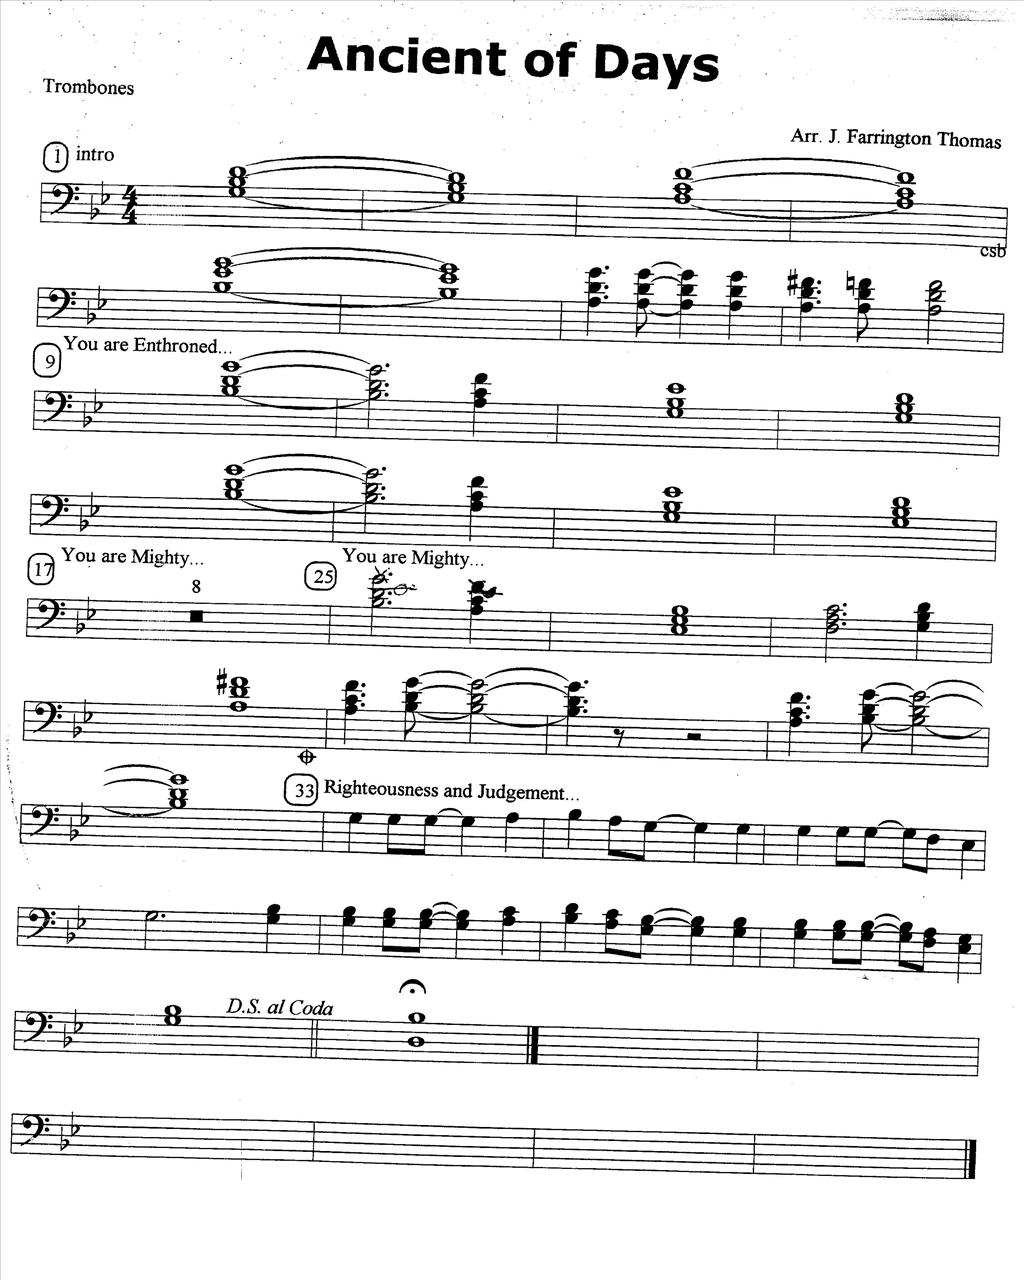 Ancient of Days
Trombones
Arr. J. Farrington Thomas
1 intro
csb
9 You are Enthroned...
17 You are Mighty...
8
25 You are Mighty...
33 Righteousness and Judgement...
D.S. al Coda